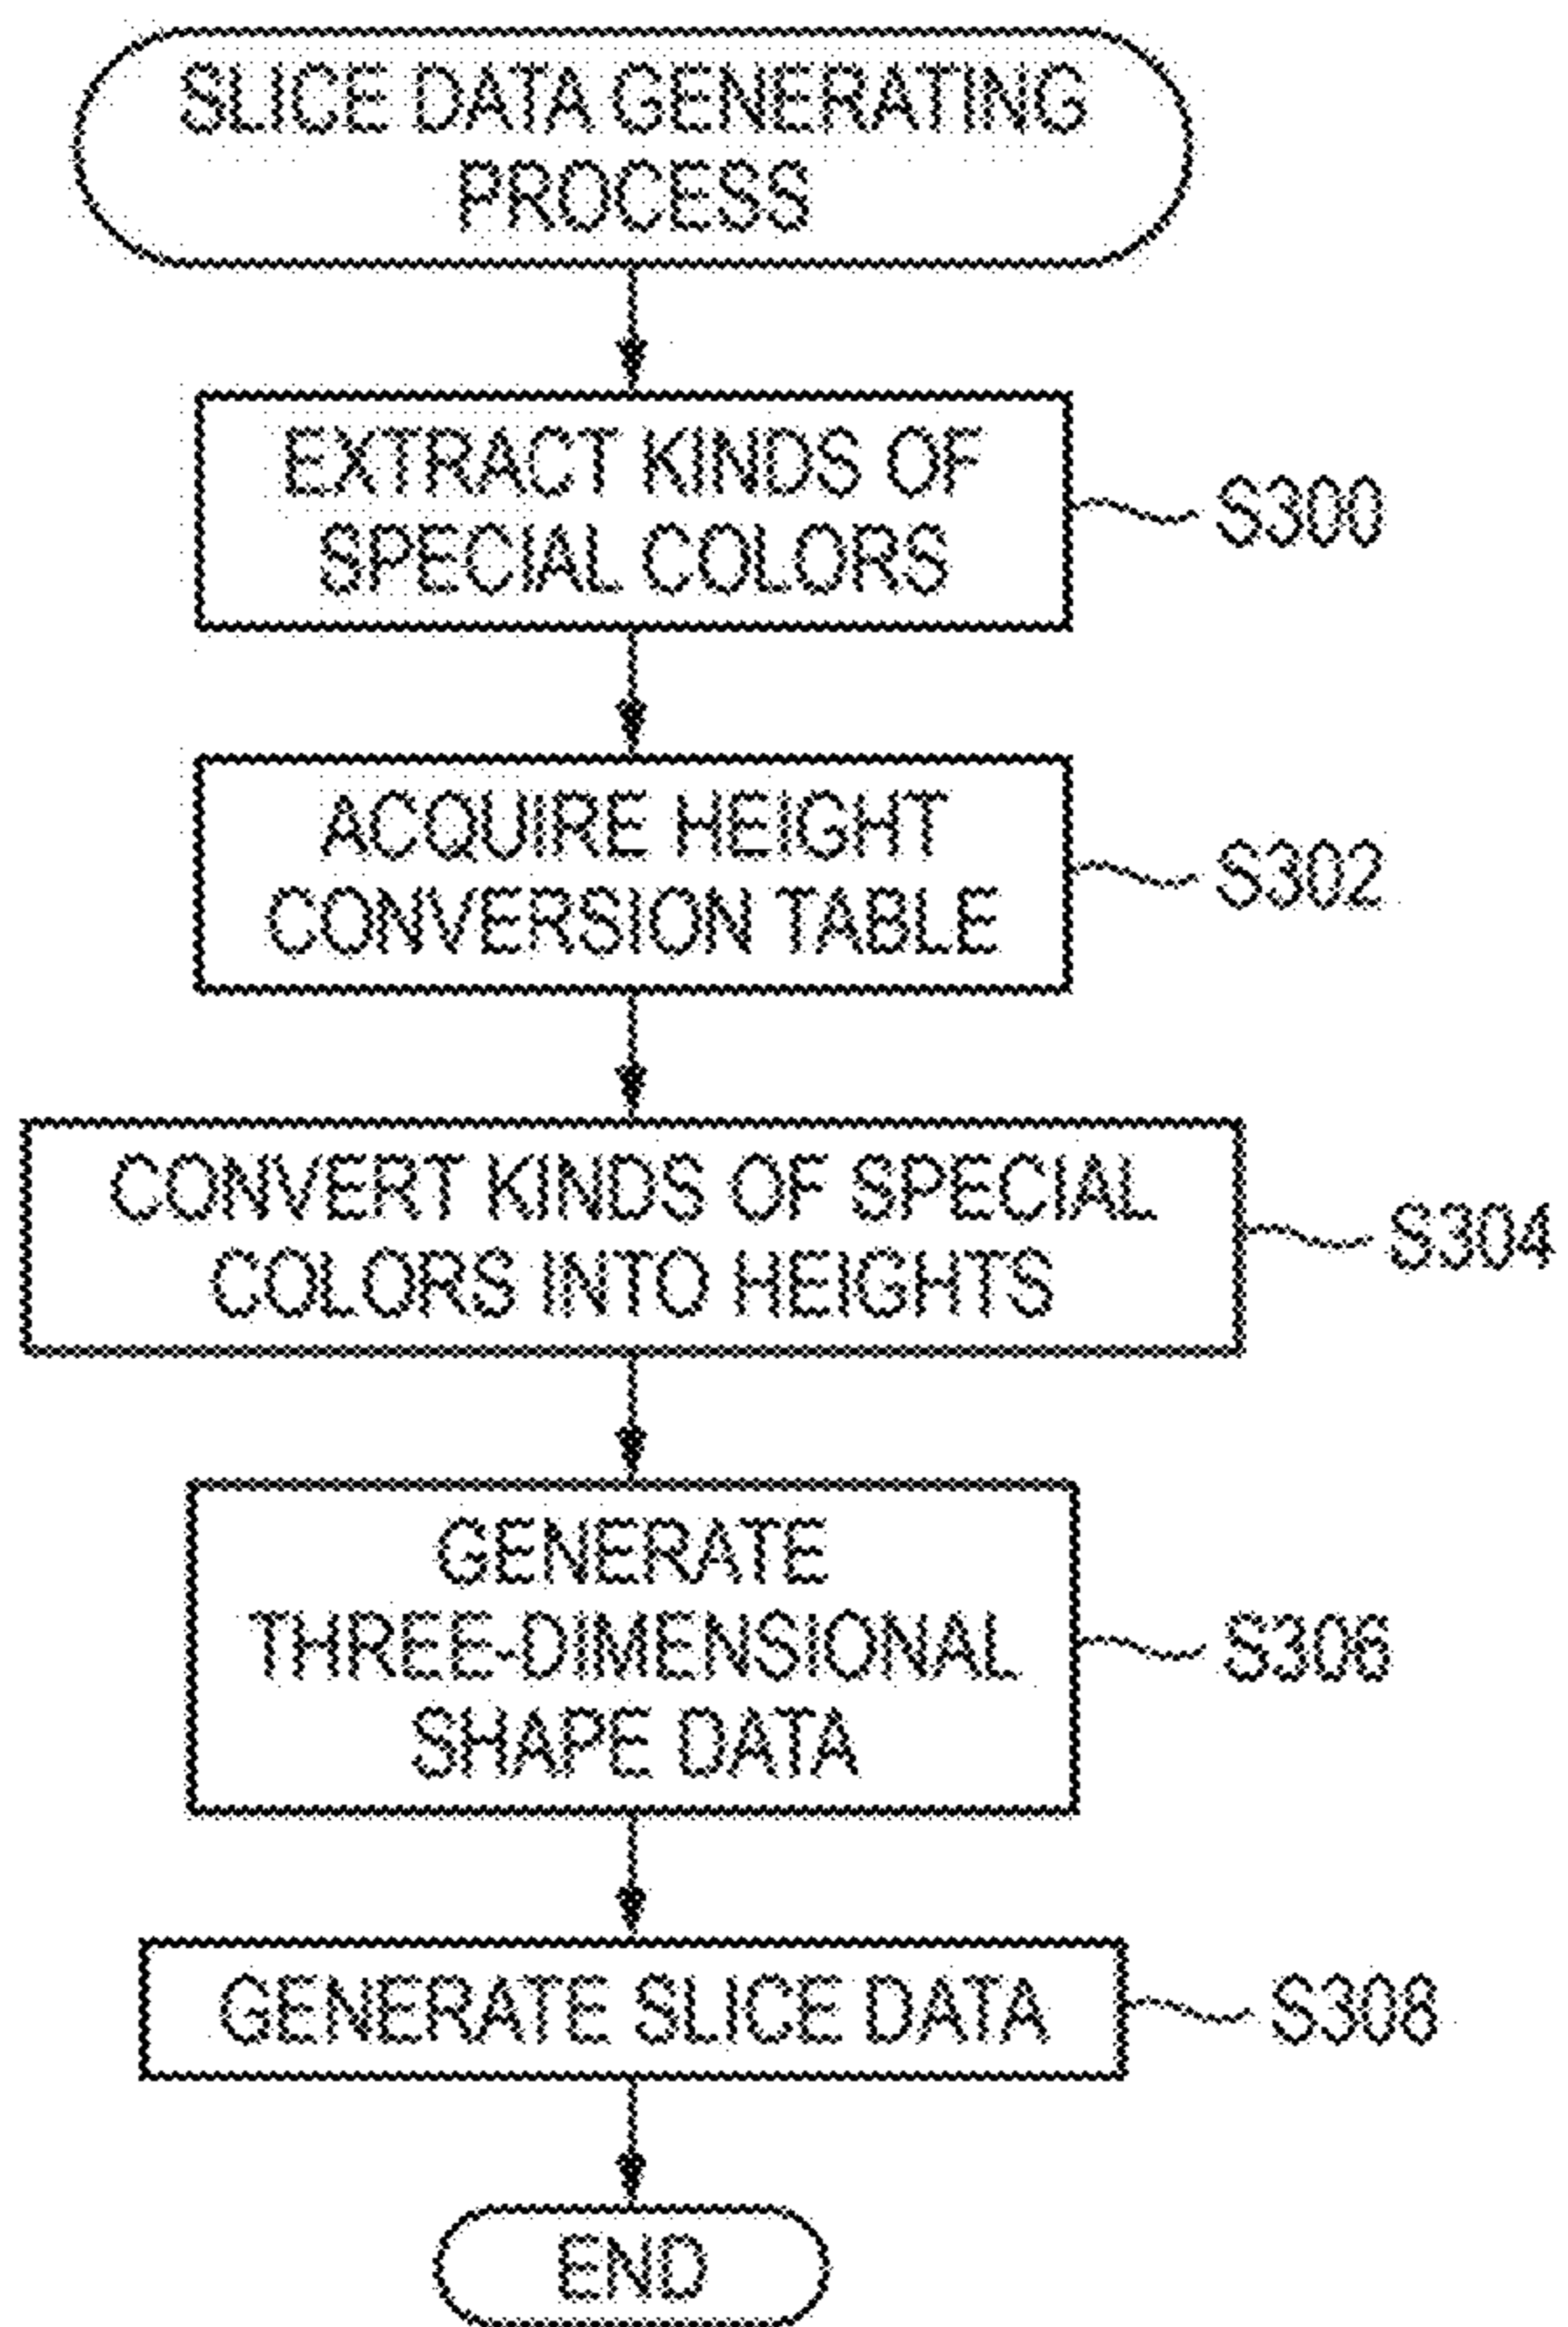 SLICE DATA GENERATING
PROCESS
EXTRACT KINDS OF
SPECIAL COLORS
S300
ACQUIRE HEIGHT
CONVERSION TABLE
S302
CONVERT KINDS OF SPECIAL
COLORS INTO HEIGHTS
S304
GENERATE
THREE-DIMENSIONAL
SHAPE DATA
S306
GENERATE SLICE DATA
S308
END